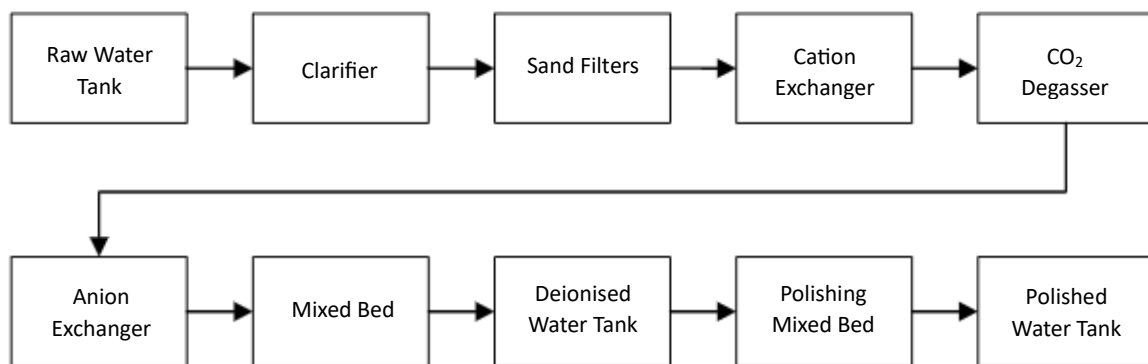 Raw Water
Tank
Clarifier
Sand Filters
Cation
Exchanger
CO₂
Degasser
Anion
Exchanger
Mixed Bed
Deionised
Water Tank
Polishing
Mixed Bed
Polished
Water Tank